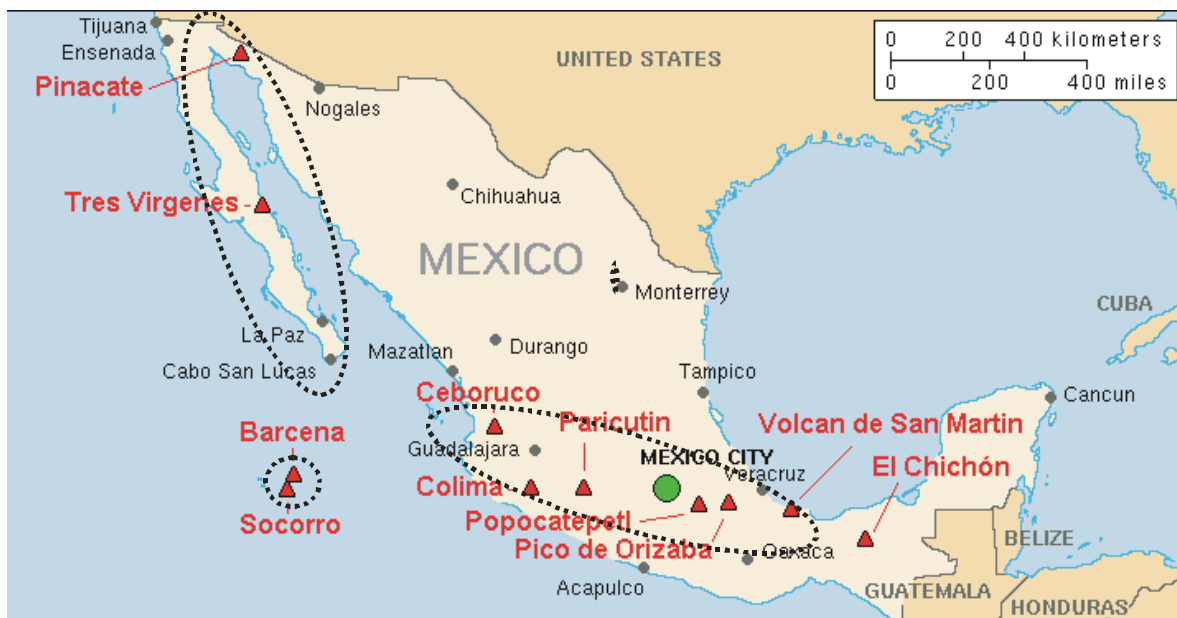 Tijuana
Ensenada
Pinacate
Nogales
UNITED STATES
0 200 400 kilometers
0 200 400 miles
Tres Virgenes
Chihuahua
MEXICO
Monterrey
CUBA
La Paz
Cabo San Lucas
Mazatlan
Durango
Tampico
Cancun
Ceboruco
Paricutin
Volcan de San Martin
Barcena
Guadalajara
MEXICO CITY
Veracruz
El Chichón
Colima
Socorro
Popocatepetl
Pico de Orizaba
Oaxaca
BELIZE
Acapulco
GUATEMALA
HONDURAS